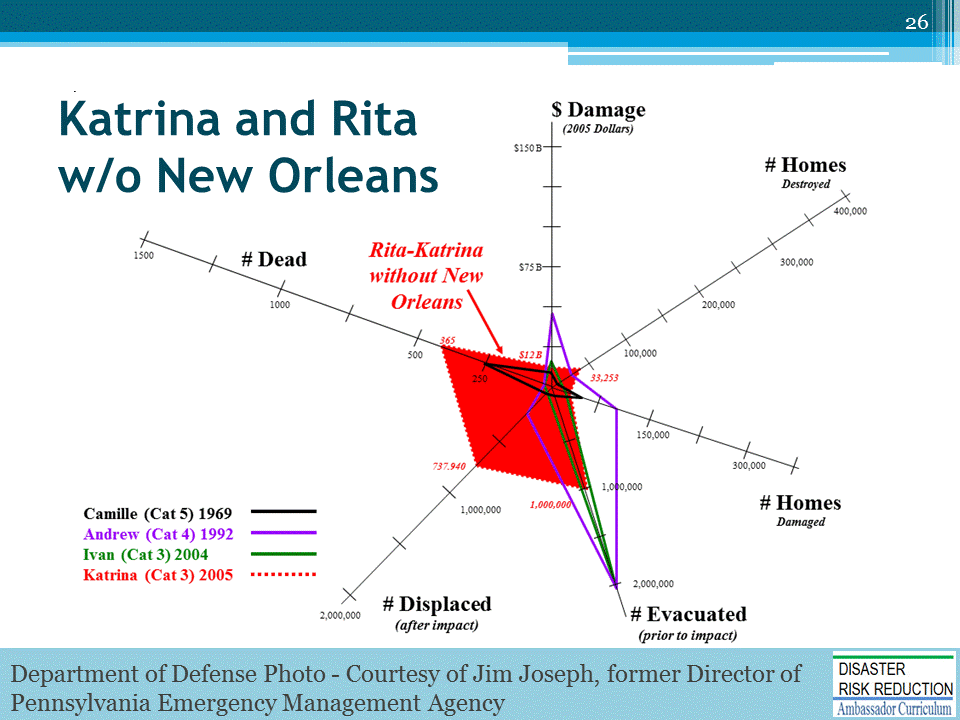 26
Katrina and Rita
w/o New Orleans
$ Damage
(2005 Dollars)
$150 B
$75 B
$12 B
# Homes
Destroyed
400,000
300,000
200,000
100,000
33,253
# Dead
1500
1000
500
365
250
Rita-Katrina
without New
Orleans
150,000
300,000
# Homes
Damaged
737.940
1,000,000
2,000,000
# Displaced
(after impact)
1,000,000
1,000,000
2,000,000
# Evacuated
(prior to impact)
Camille (Cat 5) 1969
Andrew (Cat 4) 1992
Ivan (Cat 3) 2004
Katrina (Cat 3) 2005
Department of Defense Photo - Courtesy of Jim Joseph, former Director of
Pennsylvania Emergency Management Agency
DISASTER
RISK REDUCTION
Ambassador Curriculum